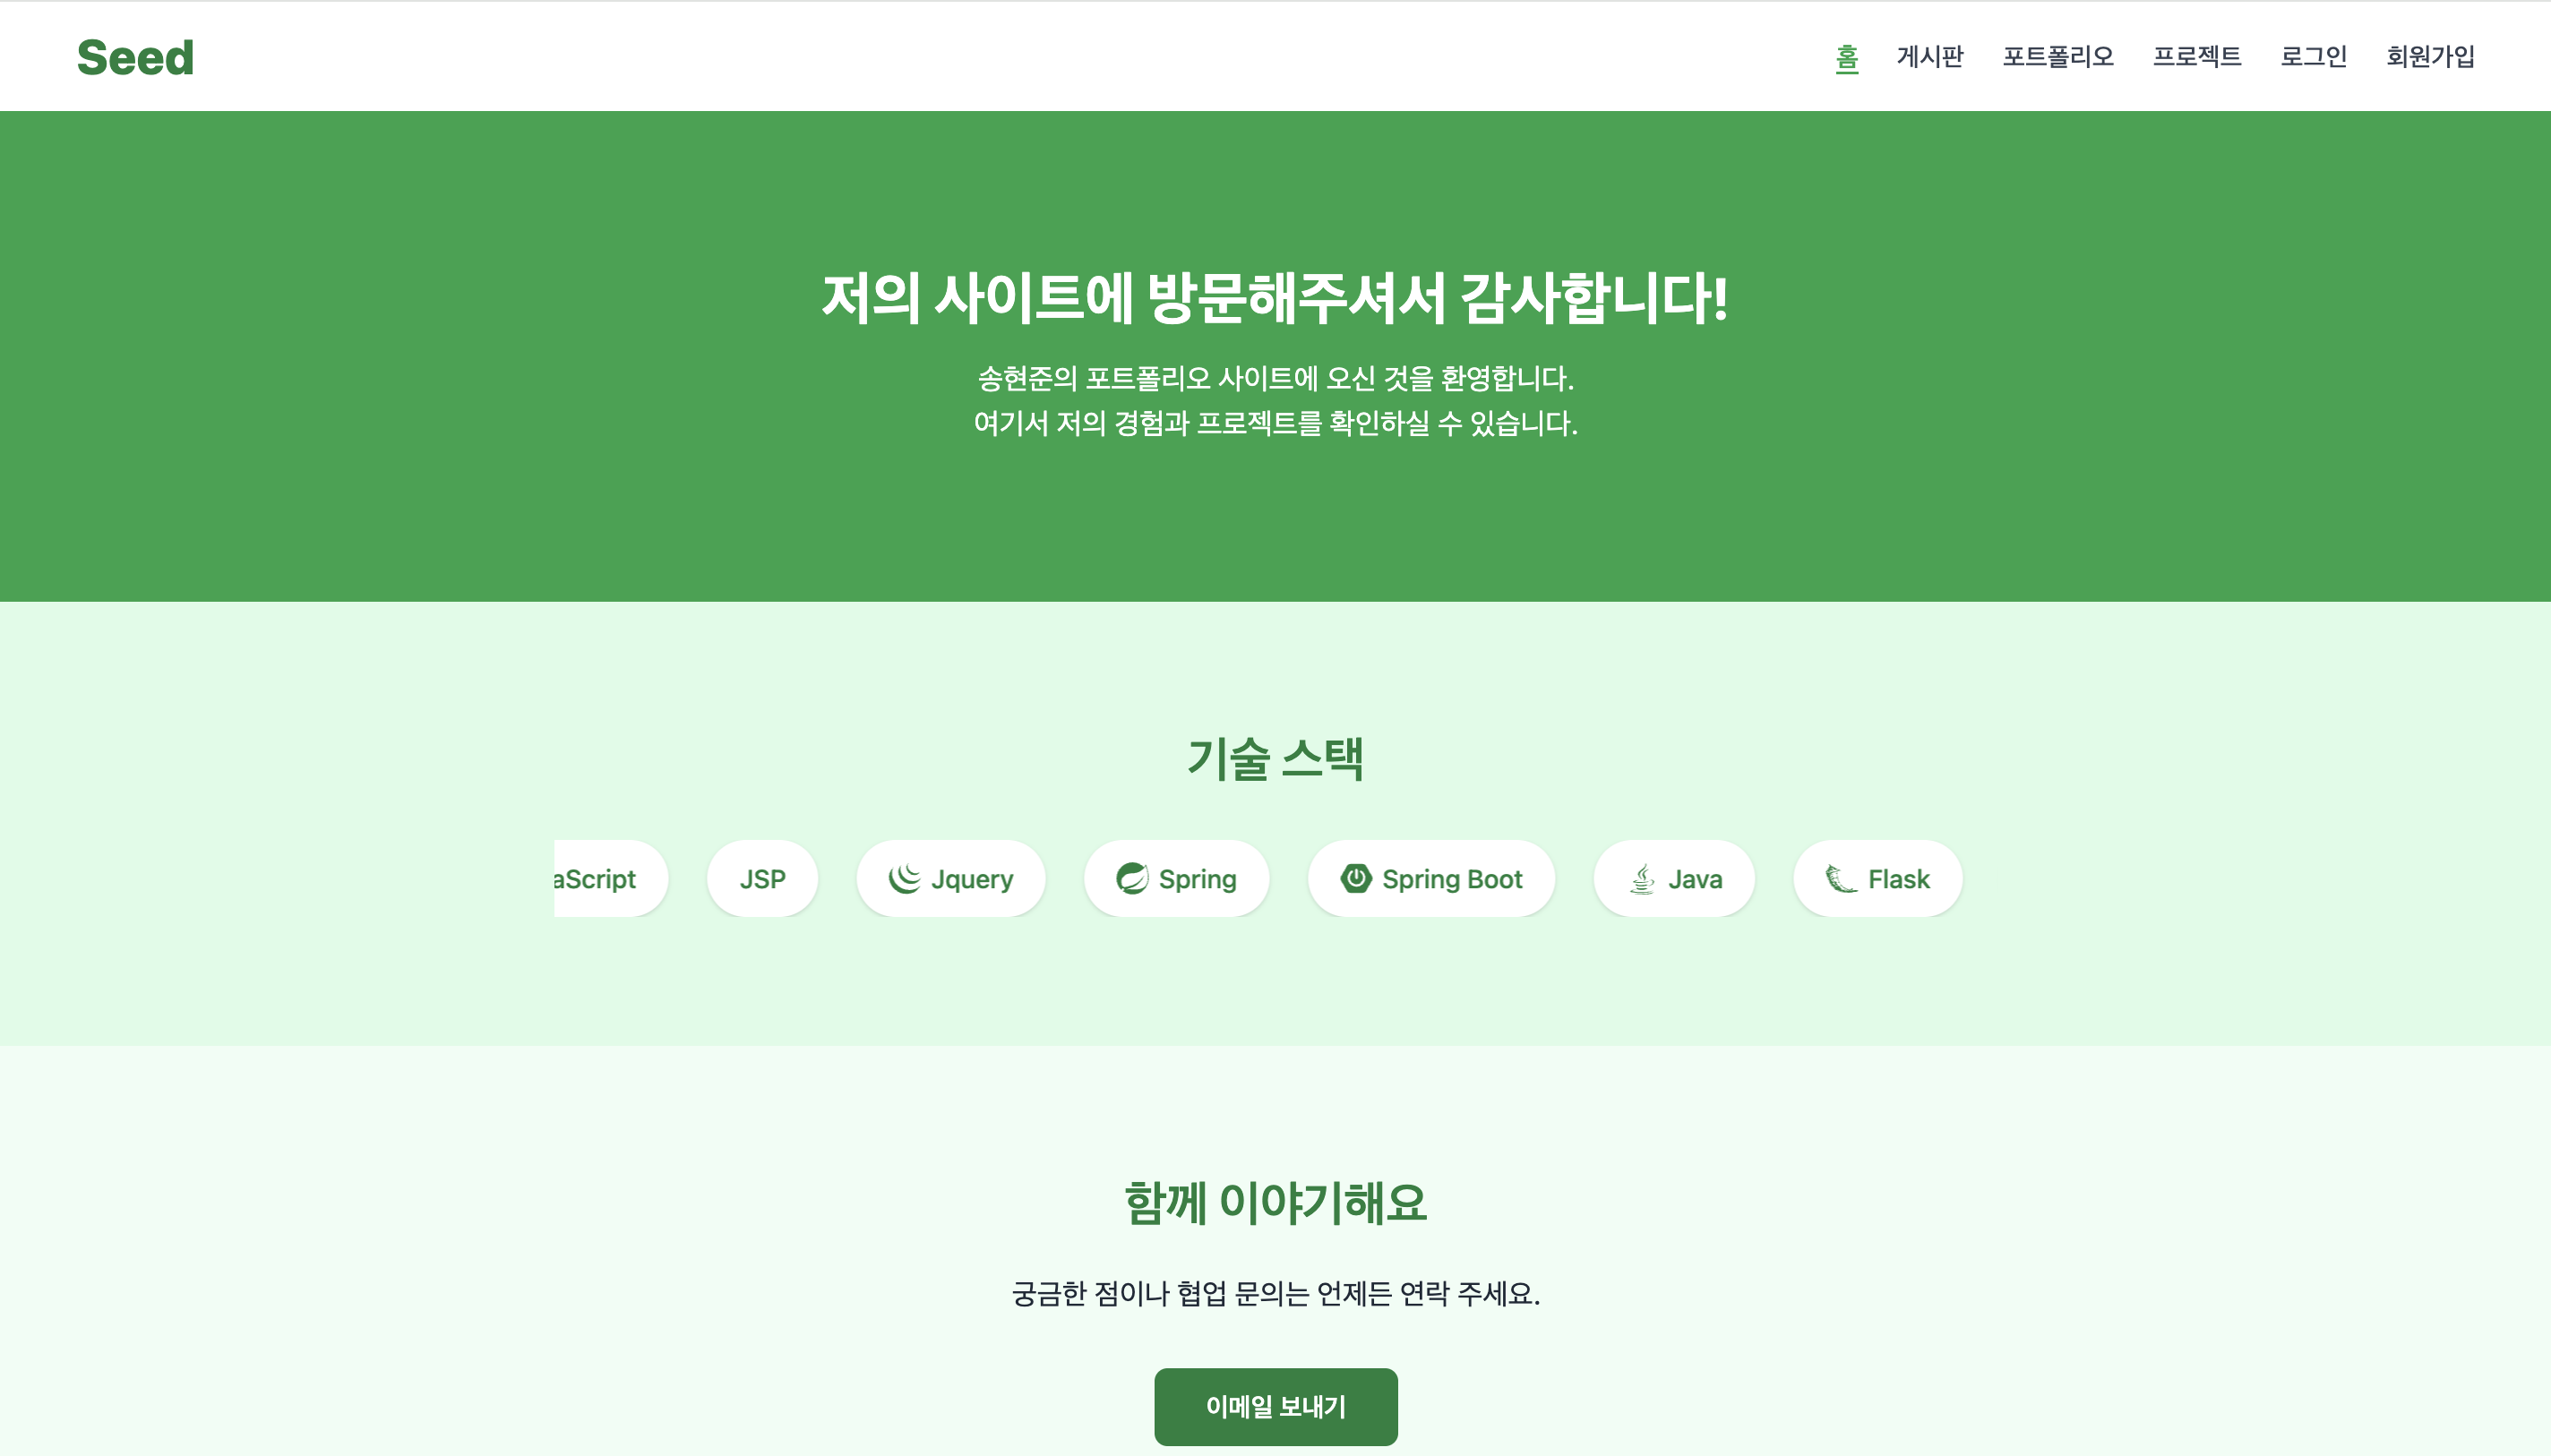 Seed
홈 게시판 포트폴리오 프로젝트 로그인 회원가입
저의 사이트에 방문해주셔서 감사합니다!
송현준의 포트폴리오 사이트에 오신 것을 환영합니다.
여기서 저의 경험과 프로젝트를 확인하실 수 있습니다.
기술 스택
aScript JSP Jquery Spring Spring Boot Java Flask
함께 이야기해요
궁금한 점이나 협업 문의는 언제든 연락 주세요.
이메일 보내기